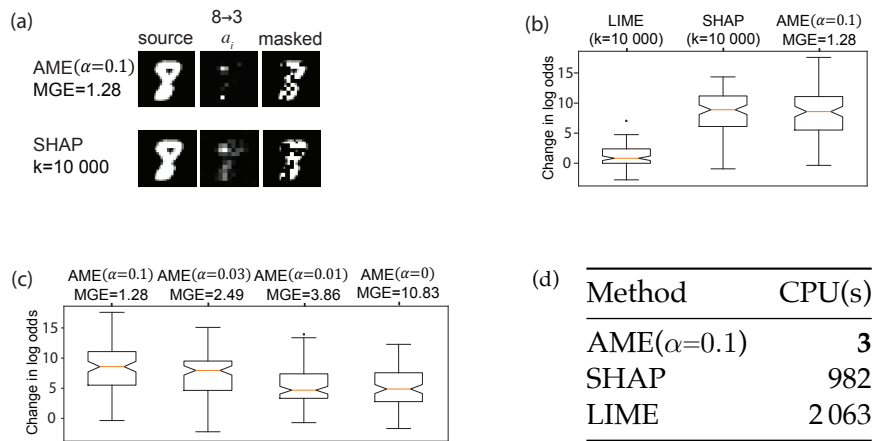 (a)
8→3
source aᵢ masked
AME(α=0.1)
MGE=1.28
SHAP
k=10 000
(b)
LIME SHAP AME(α=0.1)
(k=10 000) (k=10 000) MGE=1.28
Change in log odds
15
10
5
0
(c)
AME(α=0.1) AME(α=0.03) AME(α=0.01) AME(α=0)
MGE=1.28 MGE=2.49 MGE=3.86 MGE=10.83
Change in log odds
15
10
5
0
(d)
Method CPU(s)
AME(α=0.1) 3
SHAP 982
LIME 2 063